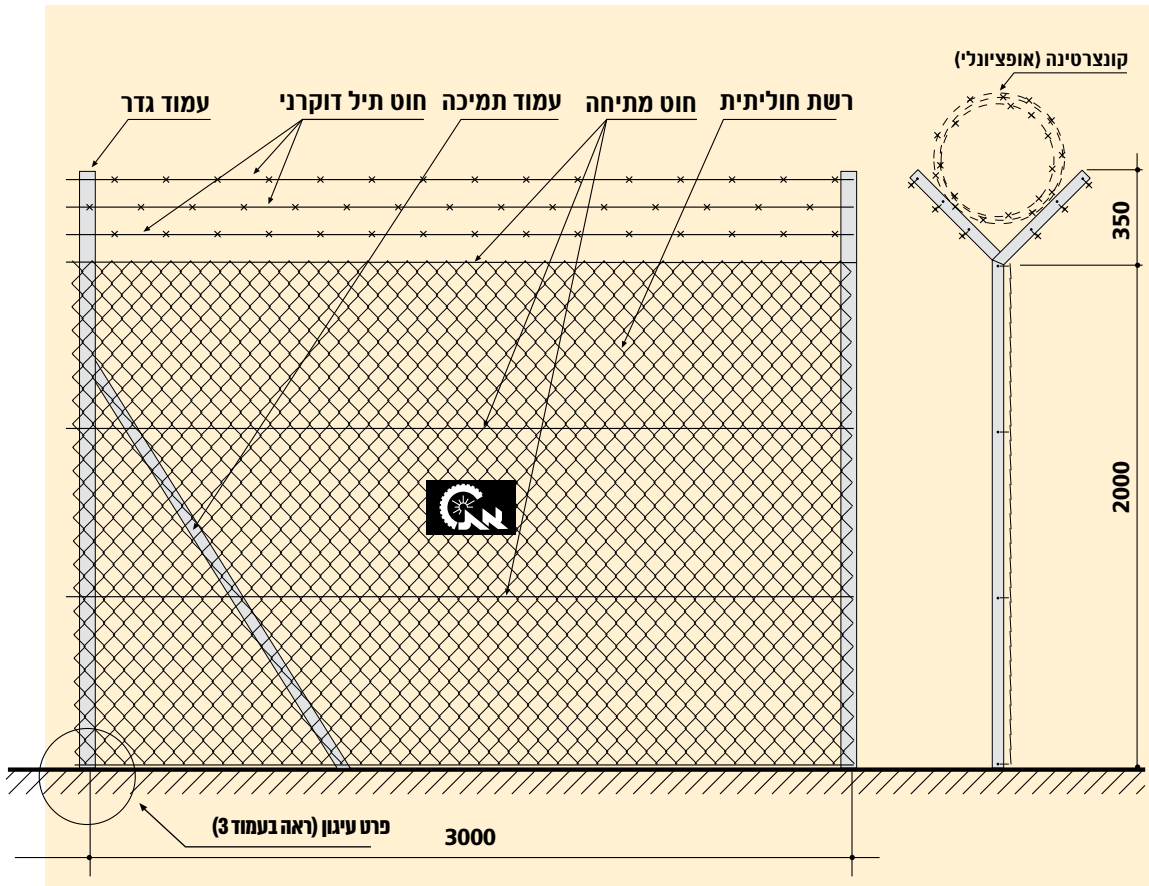 קונצרטינה (אופציונלי)
רשת חוליתית
חוט מתיחה
עמוד תמיכה
חוט תיל דוקרני
עמוד גדר
350
2000
פרט עיגון (ראה בעמוד 3)
3000